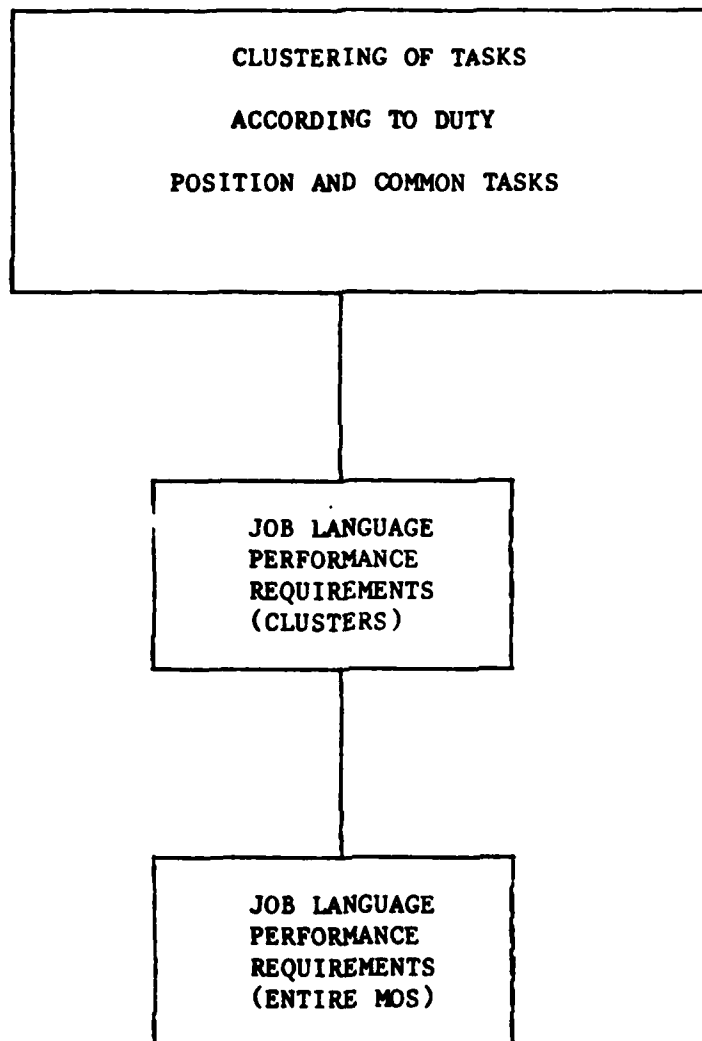 CLUSTERING OF TASKS
ACCORDING TO DUTY
POSITION AND COMMON TASKS
JOB LANGUAGE
PERFORMANCE
REQUIREMENTS
(CLUSTERS)
JOB LANGUAGE
PERFORMANCE
REQUIREMENTS
(ENTIRE MOS)